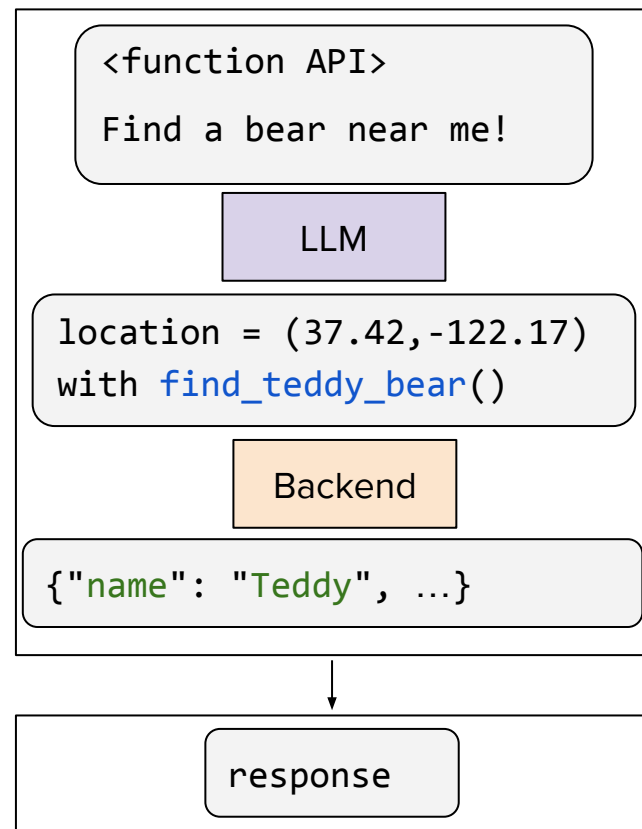 <function API>
Find a bear near me!
LLM
location = (37.42,-122.17)
with find_teddy_bear()
Backend
{"name": "Teddy", …}
response